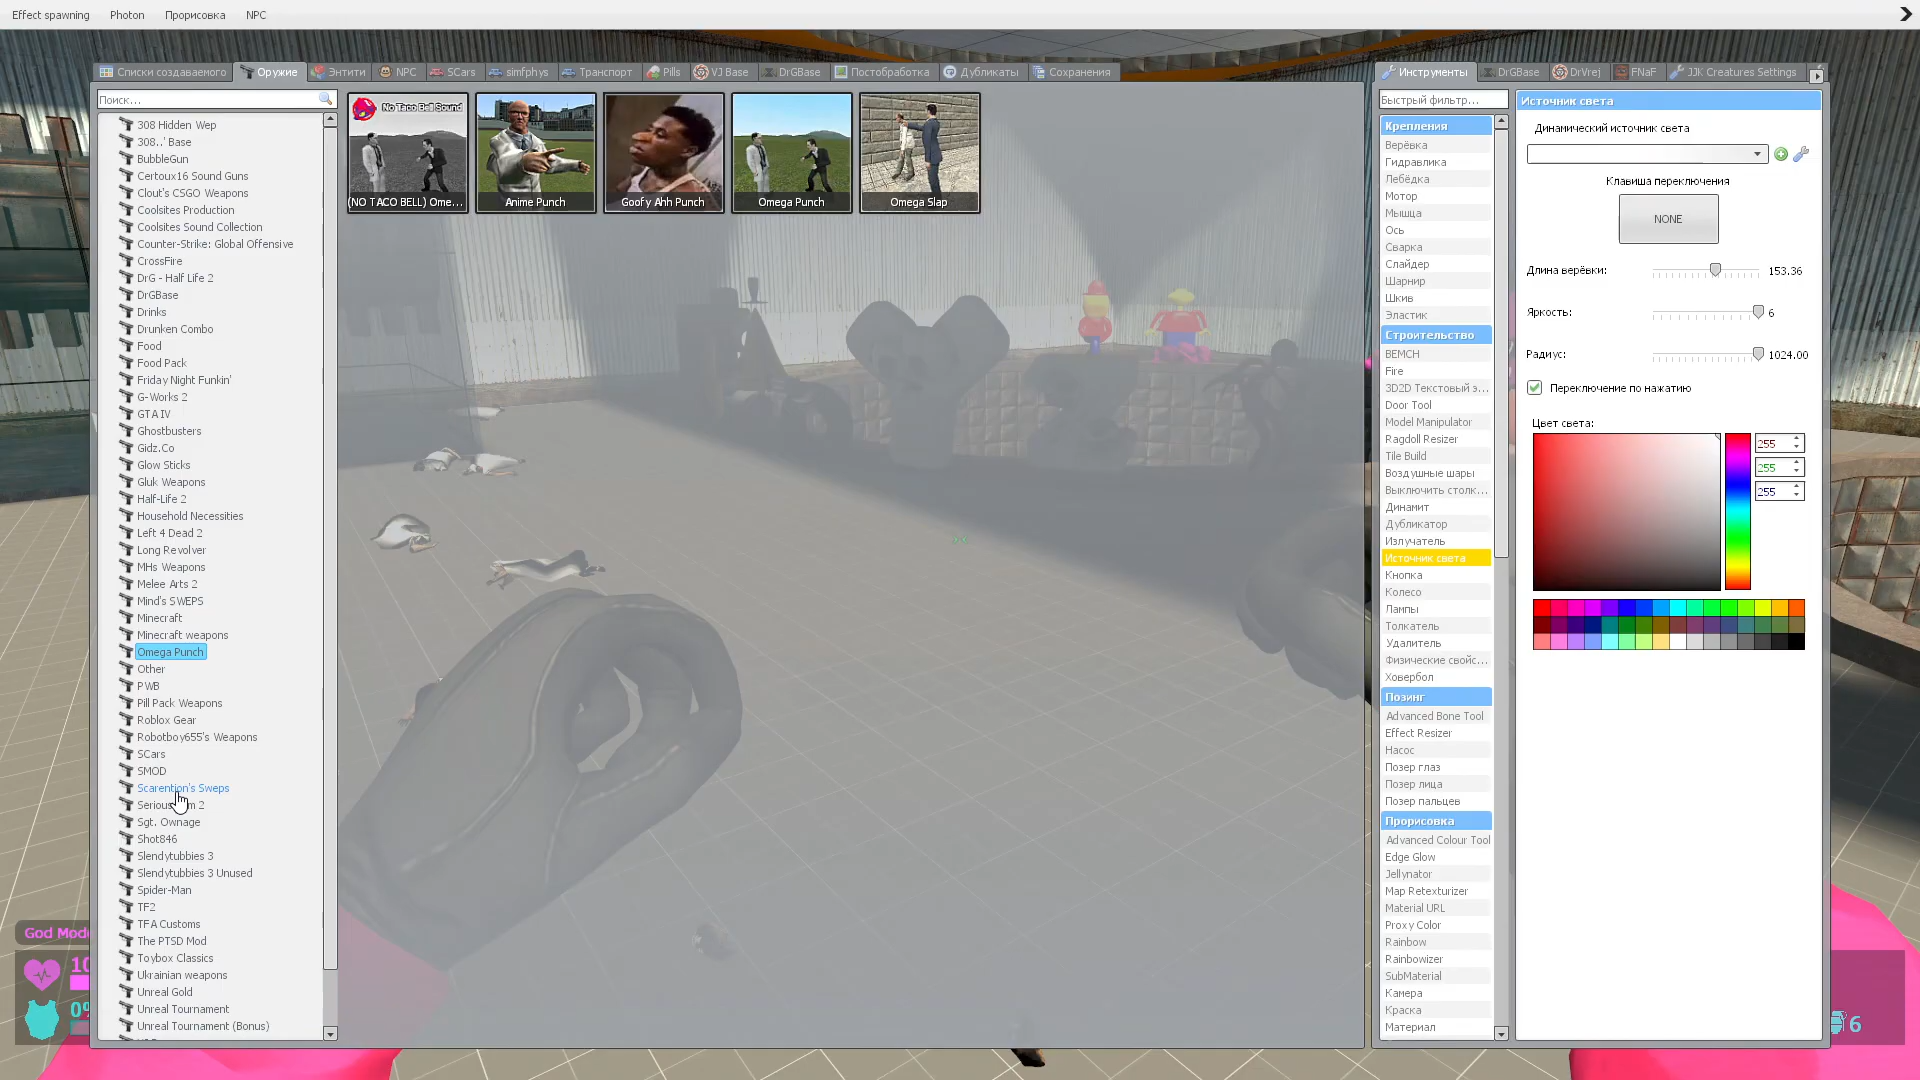 Effect spawning Photon Прорисовка NPC
Списки создаваемого Оружие Энтити NPC SCars simfphys Транспорт Pills VJ Base DrGBase Постобработка Дубликаты Сохранения
Поиск...
308 Hidden Wep
308..' Base
BubbleGun
Certoux16 Sound Guns
Clout's CSGO Weapons
Coolsites Production
Coolsites Sound Collection
Counter-Strike: Global Offensive
CrossFire
DrG - Half Life 2
DrGBase
Drinks
Drunken Combo
Food
Food Pack
Friday Night Funkin'
G-Works 2
GTA IV
Ghostbusters
Gidz.Co
Glow Sticks
Gluk Weapons
Half-Life 2
Household Necessities
Left 4 Dead 2
Long Revolver
MHs Weapons
Melee Arts 2
Mind's SWEPS
Minecraft
Minecraft weapons
Omega Punch
Other
PWB
Pill Pack Weapons
Roblox Gear
Robotboy655's Weapons
SCars
SMOD
Scarention's Sweps
Sgt. Ownage
Shot846
Slendytubbies 3
Slendytubbies 3 Unused
Spider-Man
TF2
TFA Customs
The PTSD Mod
Toybox Classics
Ukrainian weapons
Unreal Gold
Unreal Tournament
Unreal Tournament (Bonus)
No Taco Bell Sound
(NO TACO BELL) Ome...
Anime Punch
Goofy Ahh Punch
Omega Punch
Omega Slap
God Mode
10
0%
Инструменты DrGBase DrVrej FNaF JJK Creatures Settings
Быстрый фильтр...
Крепления
Верёвка
Гидравлика
Лебёдка
Мотор
Мышца
Ось
Сварка
Слайдер
Шарнир
Шкив
Эластик
Строительство
BEMCH
Fire
3D2D Текстовый э...
Door Tool
Model Manipulator
Ragdoll Resizer
Tile Build
Воздушные шары
Выключить столк...
Динамит
Дубликатор
Излучатель
Источник света
Кнопка
Колесо
Лампы
Толкатель
Удалитель
Физические свойс...
Ховербол
Позинг
Advanced Bone Tool
Effect Resizer
Насос
Позер глаз
Позер лица
Позер пальцев
Прорисовка
Advanced Colour Tool
Edge Glow
Jellynator
Map Retexturizer
Material URL
Proxy Color
Rainbow
Rainbowizer
SubMaterial
Камера
Краска
Материал
Источник света
Динамический источник света
Клавиша переключения
NONE
Длина верёвки: 153.36
Яркость: 6
Радиус: 1024.00
Переключение по нажатию
Цвет света:
255
255
255
6